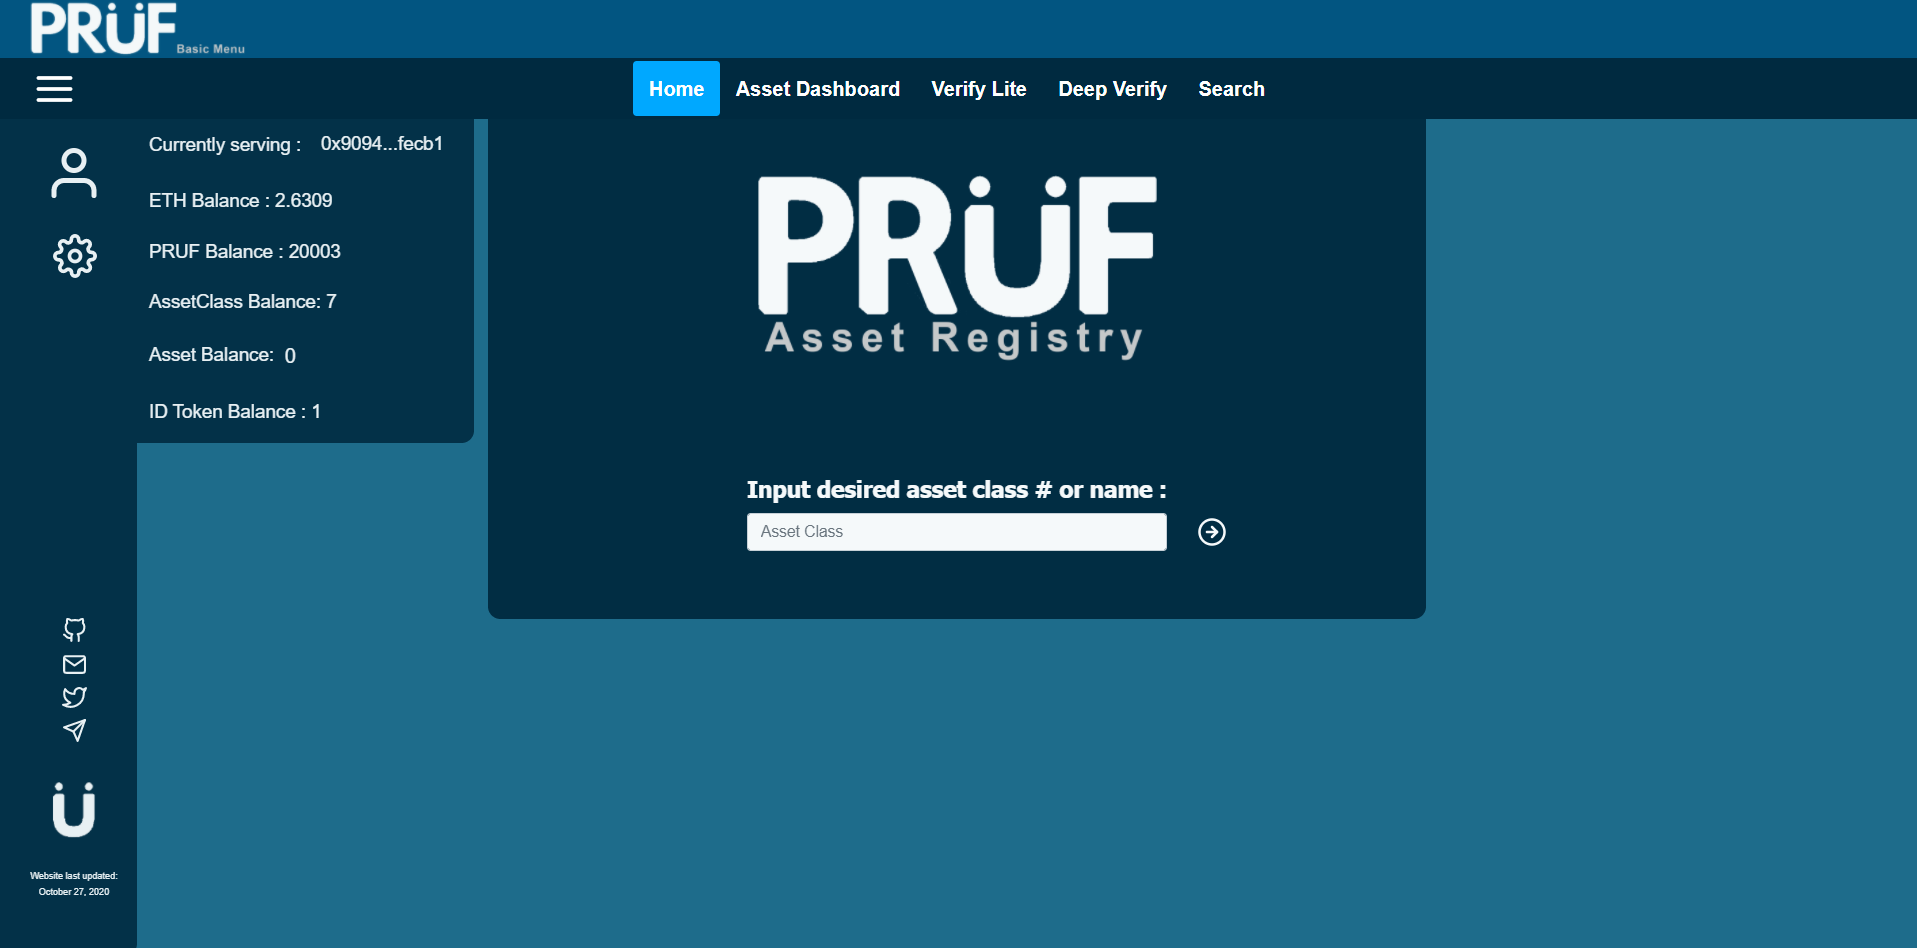 PRÜF Basic Menu
Home Asset Dashboard Verify Lite Deep Verify Search
Currently serving : 0x9094...fecb1
ETH Balance : 2.6309
PRUF Balance : 20003
AssetClass Balance: 7
Asset Balance: 0
ID Token Balance : 1
PRÜF
Asset Registry
Input desired asset class # or name :
Asset Class
Ü
Website last updated:
October 27, 2020